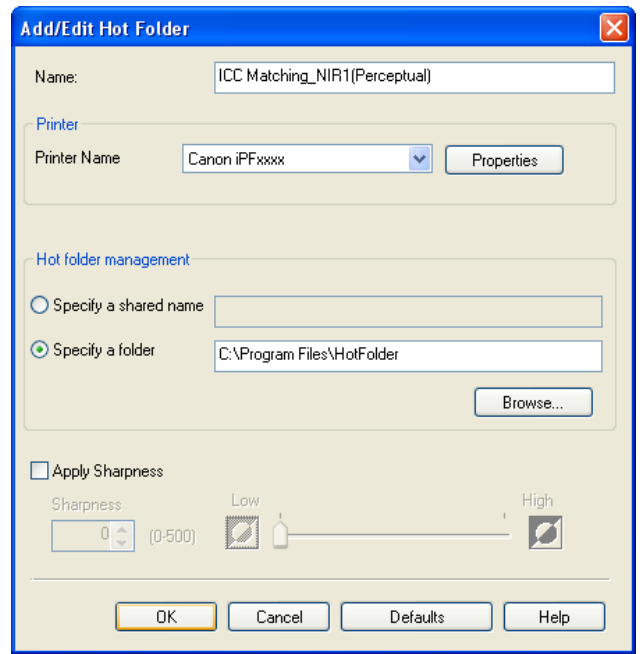 Add/Edit Hot Folder
Name: ICC Matching_NIR1(Perceptual)
Printer
Printer Name Canon iPFxxxx Properties
Hot folder management
Specify a shared name
Specify a folder C:\Program Files\HotFolder
Browse...
Apply Sharpness
Sharpness Low High
0 (0-500)
OK Cancel Defaults Help